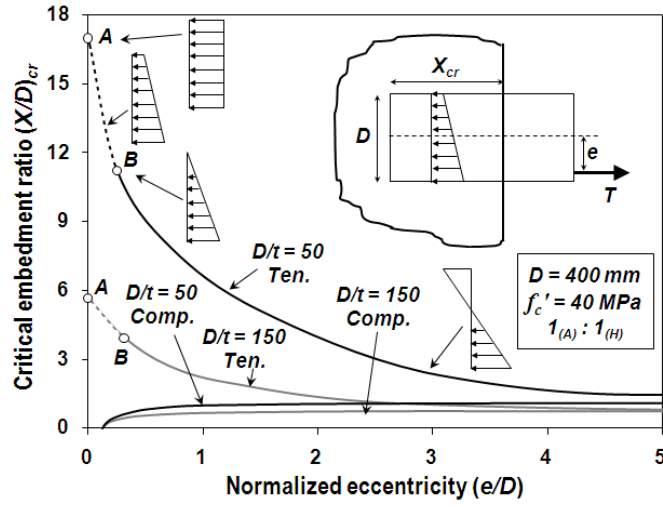 18
15
12
9
6
3
0
Critical embedment ratio (X/D)cr
0
1
2
3
4
5
Normalized eccentricity (e/D)
A
B
A
B
D/t = 50
Ten.
D/t = 50
Comp.
D/t = 150
Ten.
D/t = 150
Comp.
Xcr
D
e
T
D = 400 mm
fc' = 40 MPa
1(A) : 1(H)